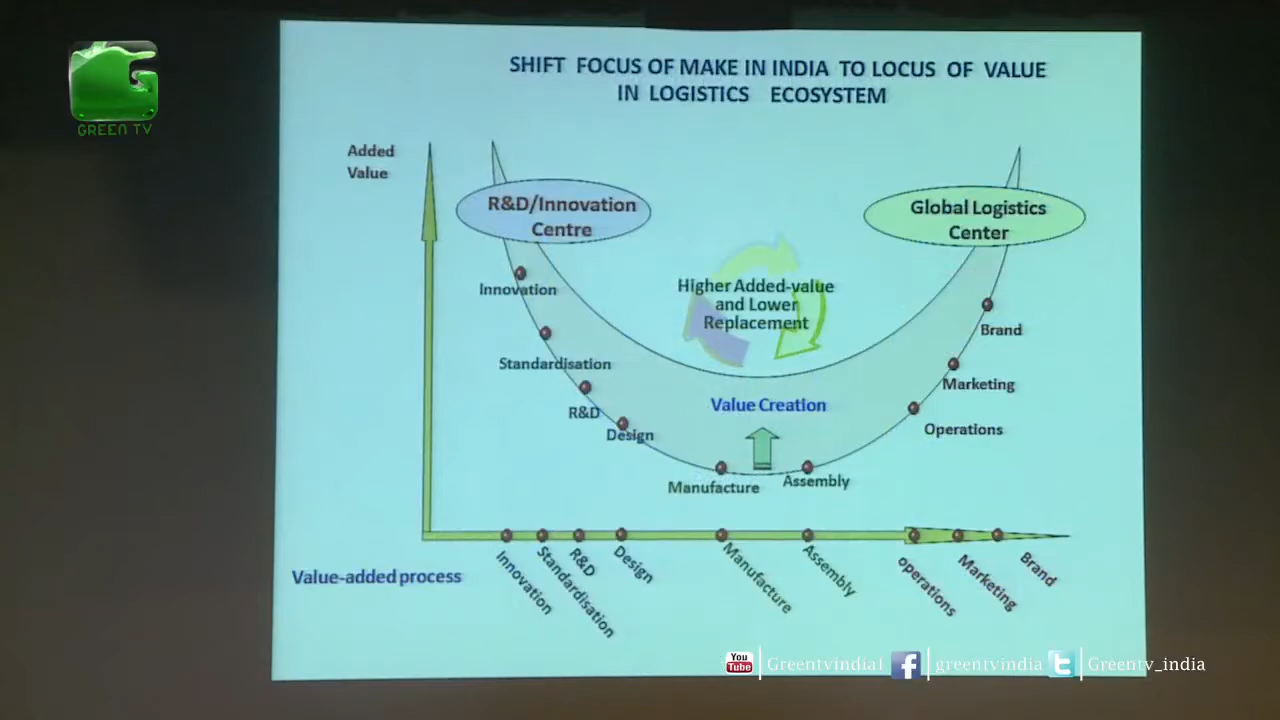 GREEN TV
SHIFT FOCUS OF MAKE IN INDIA TO LOCUS OF VALUE
IN LOGISTICS ECOSYSTEM
Added
Value
R&D/Innovation
Centre
Global Logistics
Center
Higher Added-value
and Lower
Replacement
Innovation
Standardisation
R&D
Design
Manufacture
Assembly
Operations
Marketing
Brand
Value Creation
Value-added process
Innovation
Standardisation
R&D
Design
Manufacture
Assembly
operations
Marketing
Brand
You
Tube
Greentvindia1
greentvindia
Greentv_india